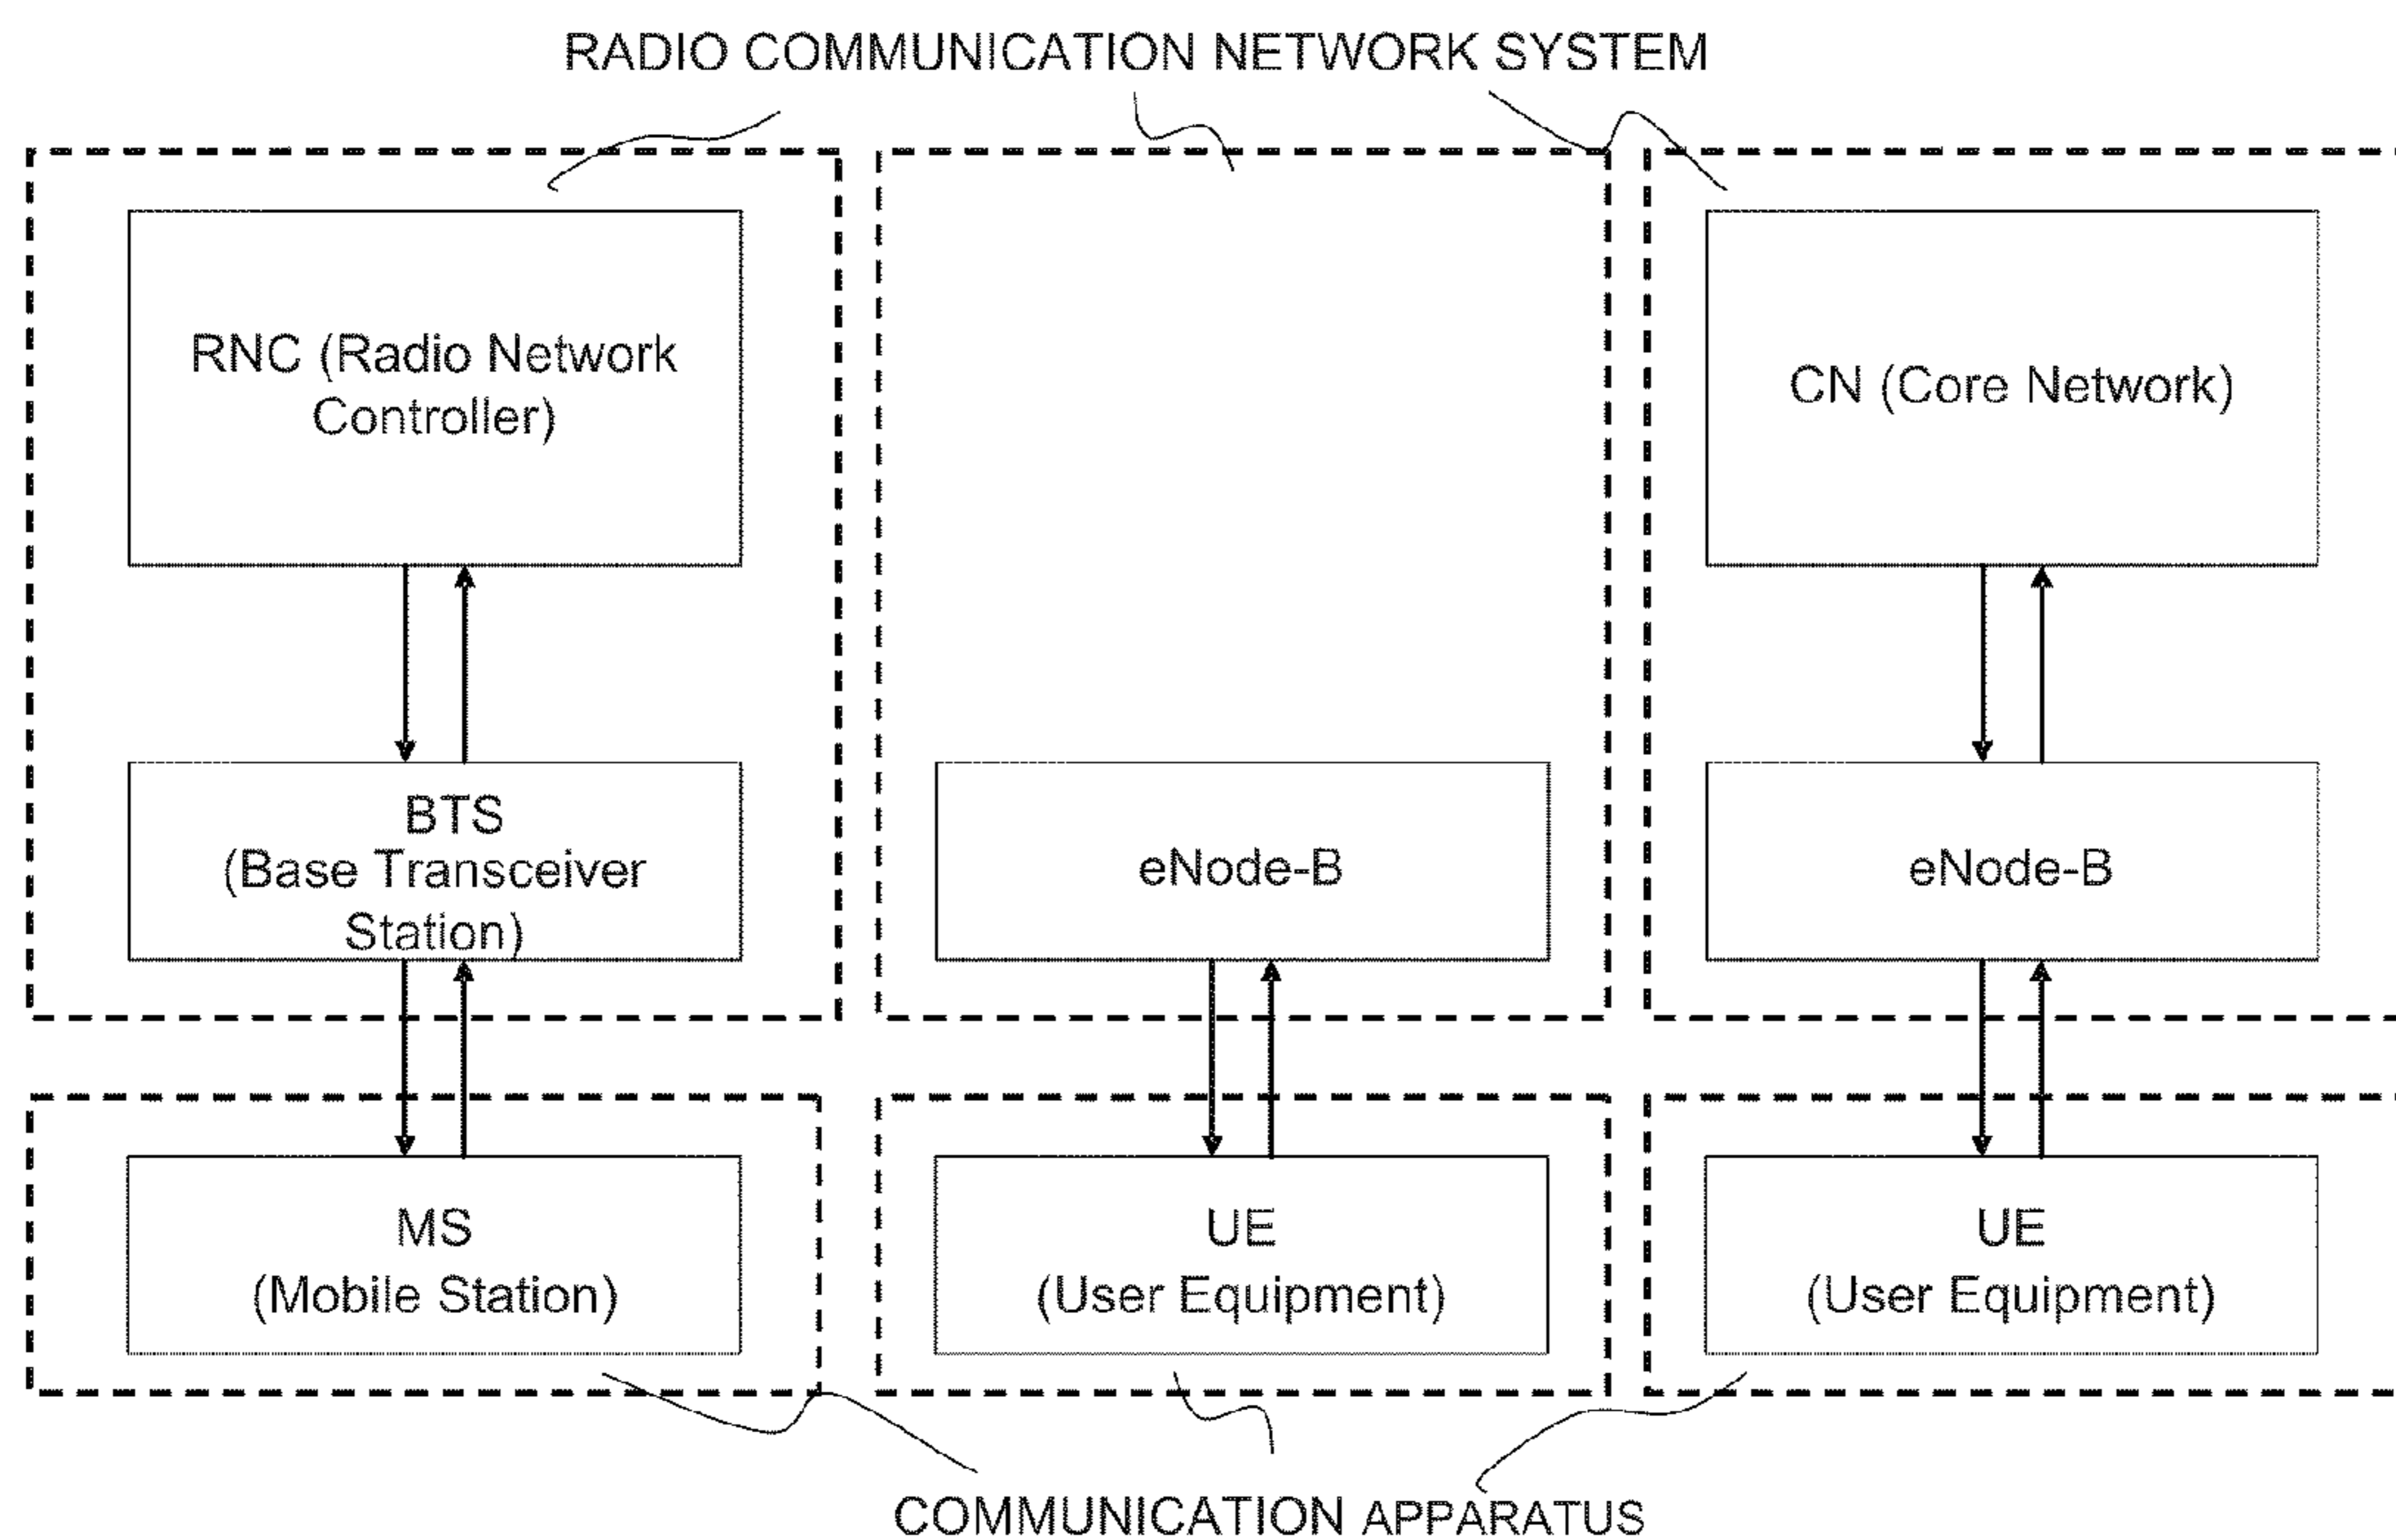 RADIO COMMUNICATION NETWORK SYSTEM
RNC (Radio Network
Controller)
CN (Core Network)
BTS
(Base Transceiver
Station)
eNode-B
eNode-B
MS
(Mobile Station)
UE
(User Equipment)
UE
(User Equipment)
COMMUNICATION APPARATUS